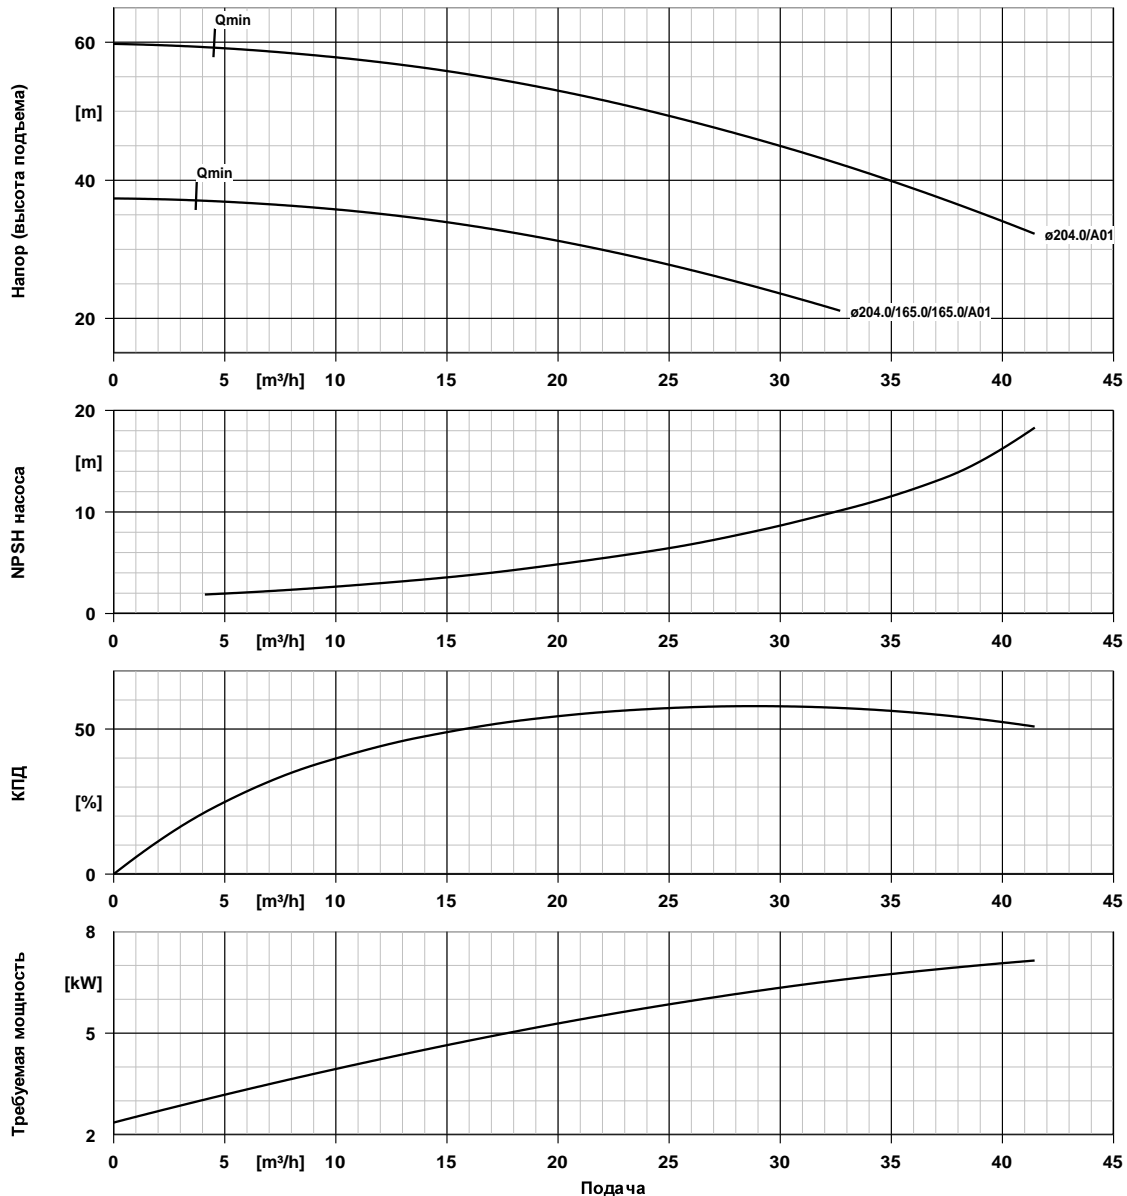 Qmin
60
Напор (высота подъема)
[m]
Qmin
40
ø204.0/A01
ø204.0/165.0/165.0/A01
20
0 5 [m³/h] 10 15 20 25 30 35 40 45
20
NPSH насоса
[m]
10
0
0 5 [m³/h] 10 15 20 25 30 35 40 45
50
КПД
[%]
0
0 5 [m³/h] 10 15 20 25 30 35 40 45
8
Требуемая мощность
[kW]
5
2
0 5 [m³/h] 10 15 20 25 30 35 40 45
Подача